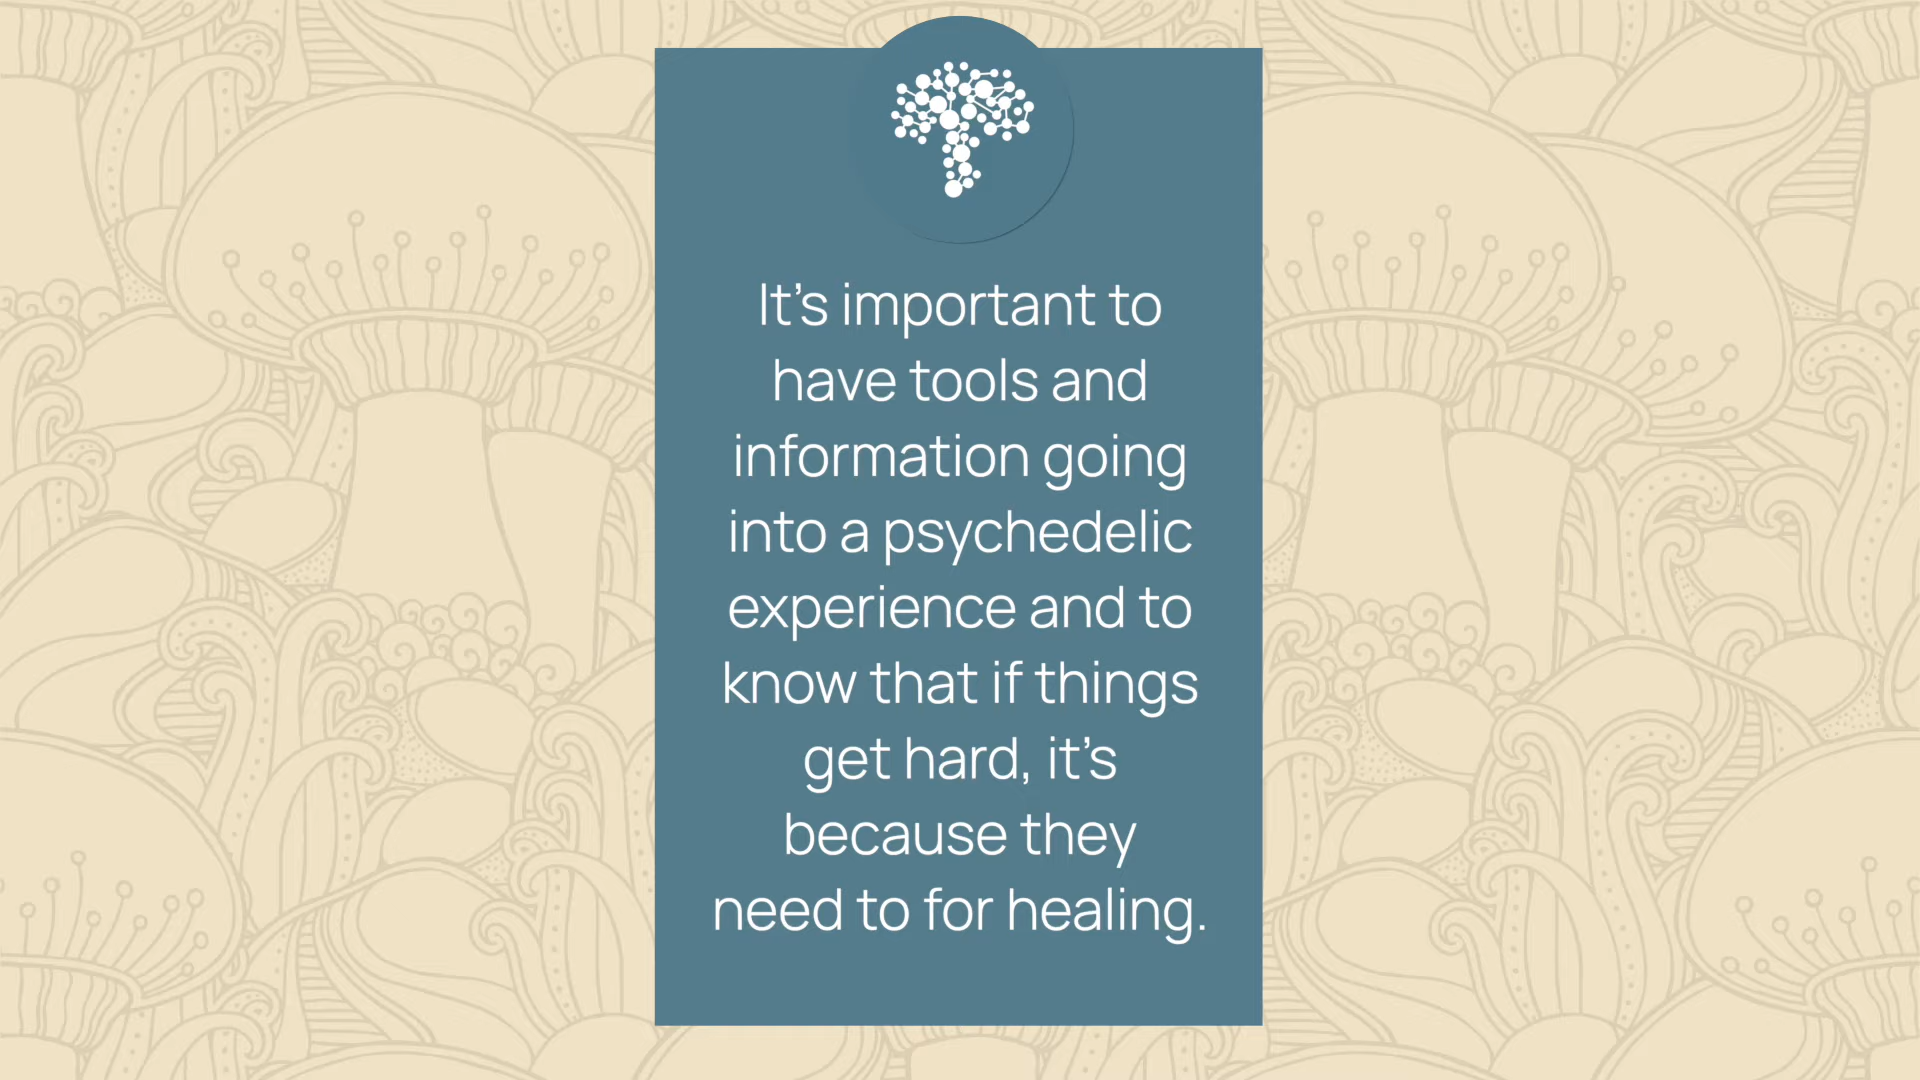 It’s important to
have tools and
information going
into a psychedelic
experience and to
know that if things
get hard, it’s
because they
need to for healing.